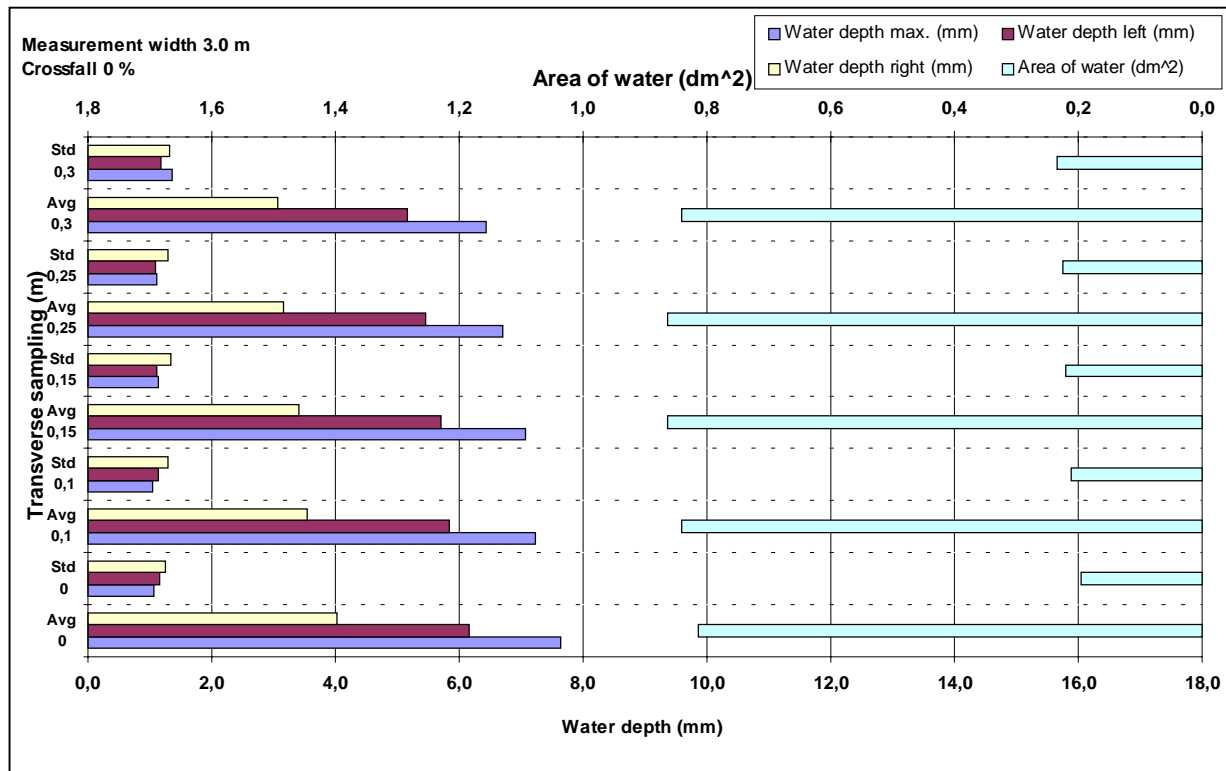 Water depth max. (mm) Water depth left (mm)
Water depth right (mm) Area of water (dm^2)
Measurement width 3.0 m
Crossfall 0 %
Area of water (dm^2)
1,8 1,6 1,4 1,2 1,0 0,8 0,6 0,4 0,2 0,0
Transverse sampling (m)
Std
0,3
Avg
0,3
Std
0,25
Avg
0,25
Std
0,15
Avg
0,15
Std
0,1
Avg
0,1
Std
0
Avg
0
0,0 2,0 4,0 6,0 8,0 10,0 12,0 14,0 16,0 18,0
Water depth (mm)